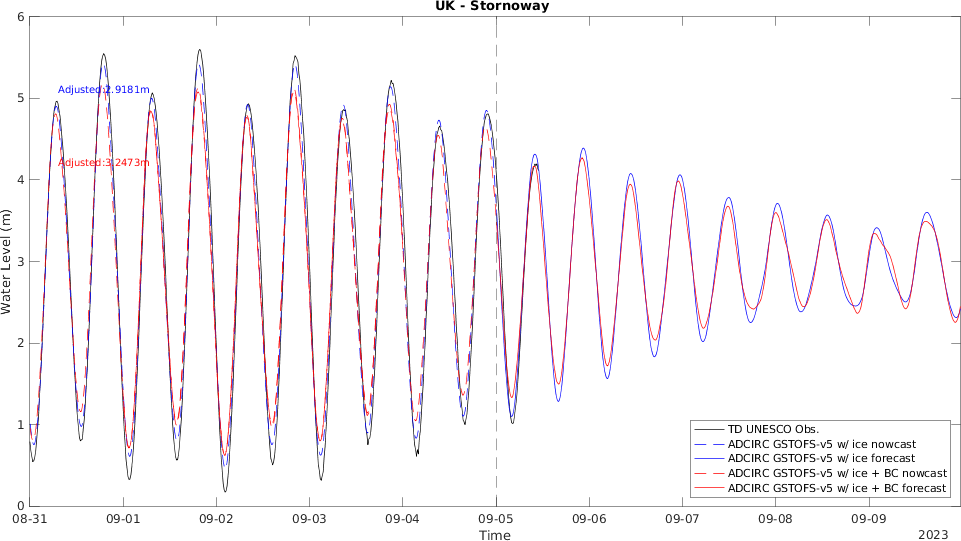 UK - Stornoway
6
5
4
3
2
1
0
Water Level (m)
Adjusted:2.9181m
Adjusted:3.2473m
TD UNESCO Obs.
ADCIRC GSTOFS-v5 w/ ice nowcast
ADCIRC GSTOFS-v5 w/ ice forecast
ADCIRC GSTOFS-v5 w/ ice + BC nowcast
ADCIRC GSTOFS-v5 w/ ice + BC forecast
08-31 09-01 09-02 09-03 09-04 09-05 09-06 09-07 09-08 09-09
Time
2023